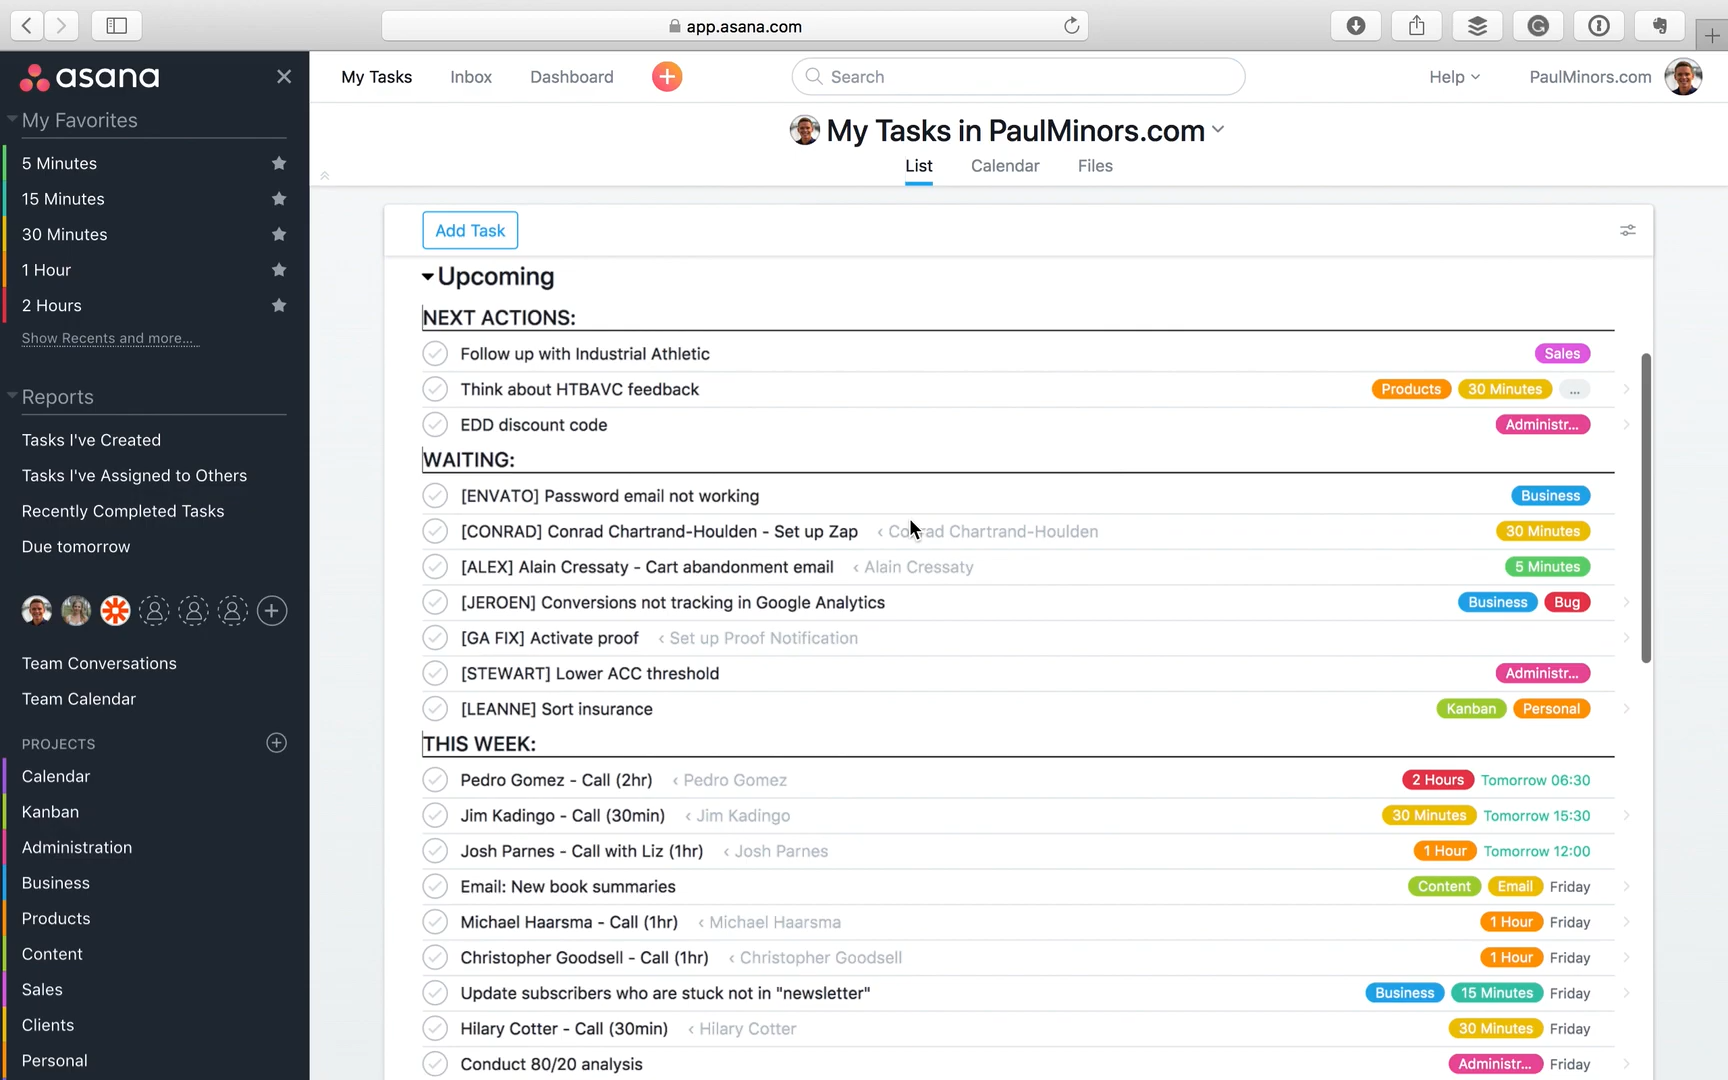 app.asana.com
asana
My Tasks
Inbox
Dashboard
Search
Help
PaulMinors.com
My Favorites
5 Minutes
15 Minutes
30 Minutes
1 Hour
2 Hours
Show Recents and more...
Reports
Tasks I've Created
Tasks I've Assigned to Others
Recently Completed Tasks
Due tomorrow
Team Conversations
Team Calendar
PROJECTS
Calendar
Kanban
Administration
Business
Products
Content
Sales
Clients
Personal
My Tasks in PaulMinors.com
List Calendar Files
Add Task
Upcoming
NEXT ACTIONS:
Follow up with Industrial Athletic Sales
Think about HTBAVC feedback Products 30 Minutes ...
EDD discount code Administr...
WAITING:
[ENVATO] Password email not working Business
[CONRAD] Conrad Chartrand-Houlden - Set up Zap ‹ Conrad Chartrand-Houlden 30 Minutes
[ALEX] Alain Cressaty - Cart abandonment email ‹ Alain Cressaty 5 Minutes
[JEROEN] Conversions not tracking in Google Analytics Business Bug
[GA FIX] Activate proof ‹ Set up Proof Notification
[STEWART] Lower ACC threshold Administr...
[LEANNE] Sort insurance Kanban Personal
THIS WEEK:
Pedro Gomez - Call (2hr) ‹ Pedro Gomez 2 Hours Tomorrow 06:30
Jim Kadingo - Call (30min) ‹ Jim Kadingo 30 Minutes Tomorrow 15:30
Josh Parnes - Call with Liz (1hr) ‹ Josh Parnes 1 Hour Tomorrow 12:00
Email: New book summaries Content Email Friday
Michael Haarsma - Call (1hr) ‹ Michael Haarsma 1 Hour Friday
Christopher Goodsell - Call (1hr) ‹ Christopher Goodsell 1 Hour Friday
Update subscribers who are stuck not in "newsletter" Business 15 Minutes Friday
Hilary Cotter - Call (30min) ‹ Hilary Cotter 30 Minutes Friday
Conduct 80/20 analysis Administr... Friday